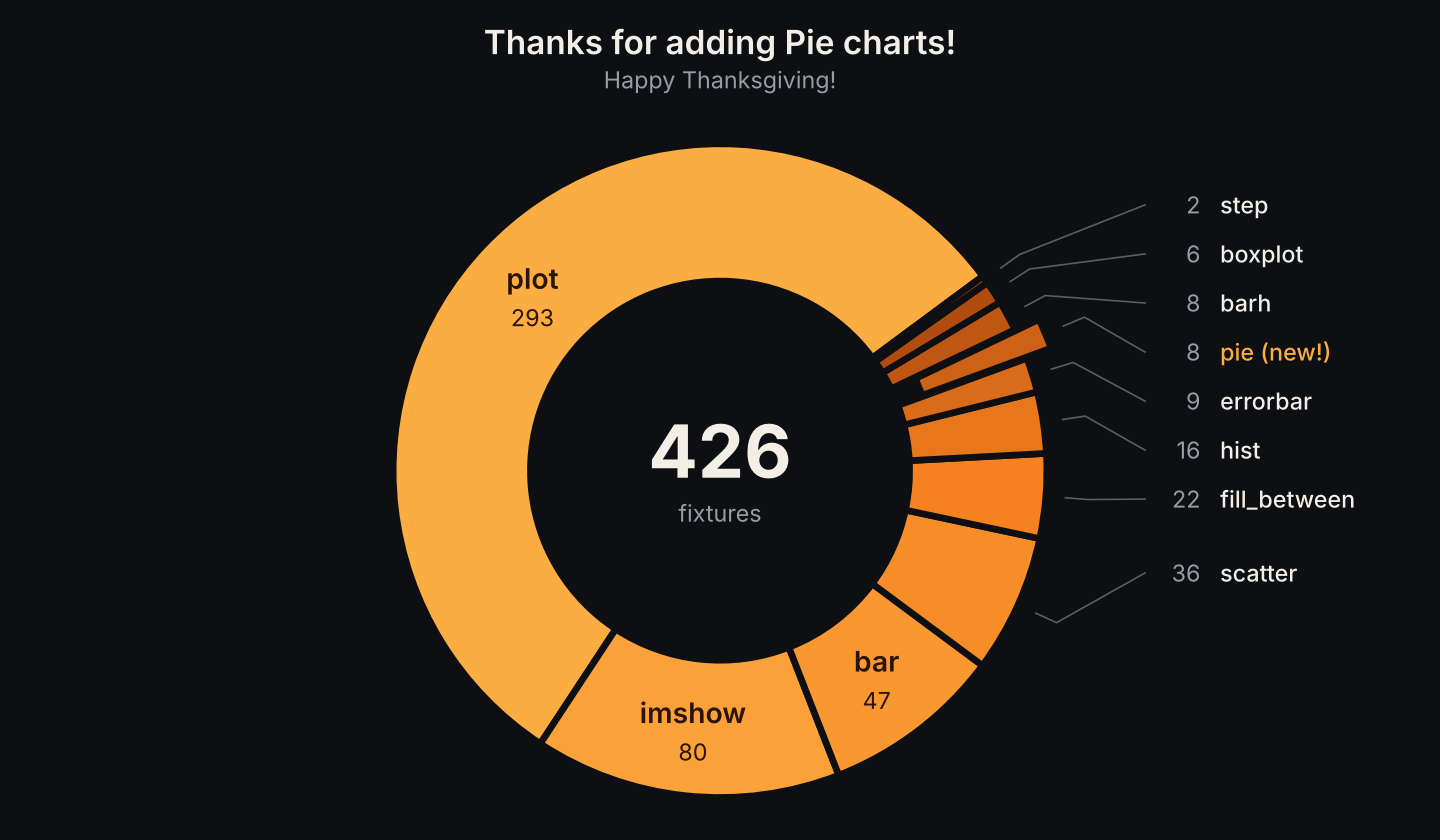 Thanks for adding Pie charts!
Happy Thanksgiving!
2 step
6 boxplot
8 barh
8 pie (new!)
9 errorbar
16 hist
22 fill_between
36 scatter
plot
293
426
fixtures
bar
47
imshow
80